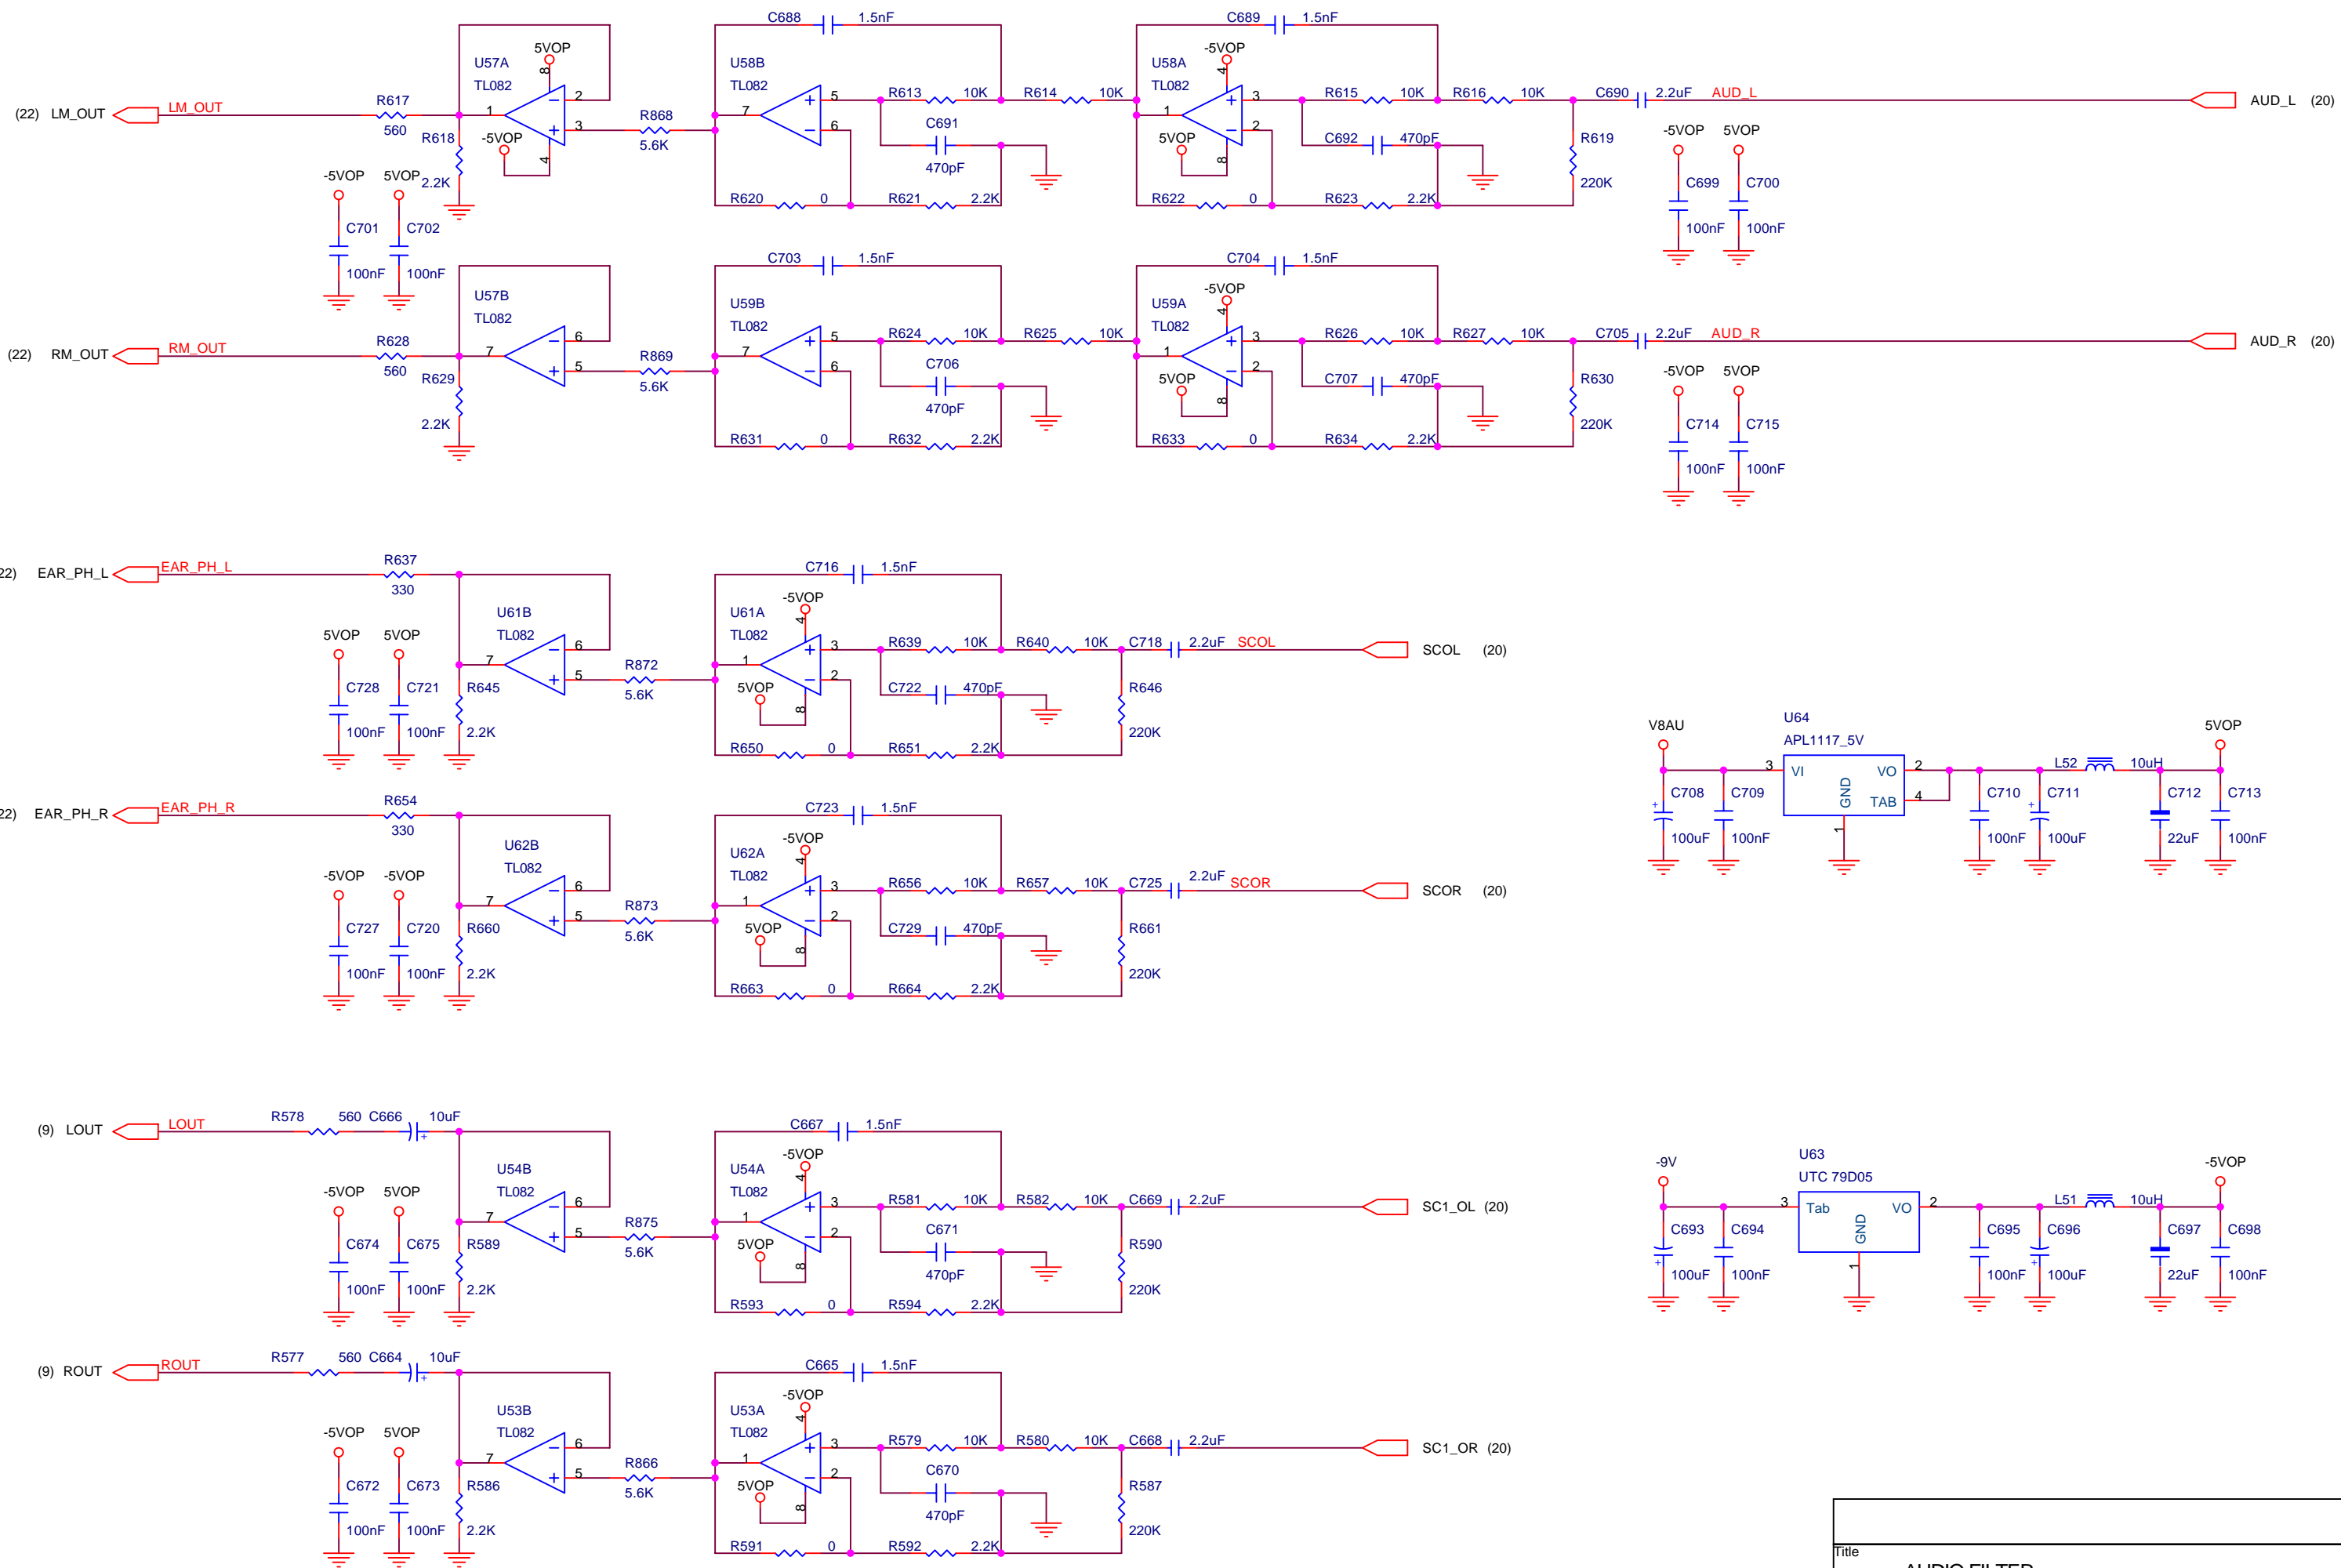 C688 1.5nF C689 1.5nF
5VOP -5VOP
U57A U58B U58A
TL082 TL082 TL082
8 4
2 5 R613 10K R614 10K 3 R615 10K R616 10K C690 2.2uF AUD_L
(22) LM_OUT LM_OUT R617 1 7 1 AUD_L (20)
560 3 R868 6 C691 2 C692 470pF R619 -5VOP 5VOP
R618 -5VOP 4 5.6K 470pF 5VOP 8
-5VOP 5VOP 2.2K 220K C699 C700
R620 0 R621 2.2K R622 0 R623 2.2K
C701 C702 100nF 100nF
100nF 100nF
C703 1.5nF C704 1.5nF
U57B U59B -5VOP U59A
TL082 TL082 4 TL082
6 5 R624 10K R625 10K 3 R626 10K R627 10K C705 2.2uF AUD_R
(22) RM_OUT RM_OUT R628 7 7 1 AUD_R (20)
560 5 R869 6 C706 2 C707 470pF R630 -5VOP 5VOP
R629 5.6K 470pF 5VOP 8
2.2K 220K C714 C715
R631 0 R632 2.2K R633 0 R634 2.2K
100nF 100nF
22) EAR_PH_L EAR_PH_L R637 C716 1.5nF
330 -5VOP
U61B U61A 4
TL082 TL082
5VOP 5VOP 6 3 R639 10K R640 10K C718 2.2uF SCOL SCOL (20)
7 1
C728 C721 R645 5 R872 2 C722 470pF R646
5.6K 5VOP 8
100nF 100nF 2.2K R650 0 R651 2.2K 220K
V8AU U64 5VOP
APL1117_5V
3 VI VO 2 L52 10uH
C708 C709 GND TAB 4 C710 C711 C712 C713
+ +
100uF 100nF 1 100nF 100uF 22uF 100nF
22) EAR_PH_R EAR_PH_R R654 C723 1.5nF
330 -5VOP
U62B U62A 4
TL082 TL082
-5VOP -5VOP 6 3 R656 10K R657 10K C725 2.2uF SCOR SCOR (20)
7 1
C727 C720 R660 5 R873 2 C729 470pF R661
5.6K 5VOP 8
100nF 100nF 2.2K R663 0 R664 2.2K 220K
(9) LOUT LOUT R578 560 C666 10uF C667 1.5nF
+ -5VOP
U54B U54A 4
TL082 TL082
-5VOP 5VOP 6 3 R581 10K R582 10K C669 2.2uF SC1_OL (20)
7 1
C674 C675 R589 5 R875 2 C671 R590
5.6K 5VOP 8 470pF
100nF 100nF 2.2K R593 0 R594 2.2K 220K
-9V U63 -5VOP
UTC 79D05
3 Tab VO 2 L51 10uH
C693 C694 GND C695 C696 C697 C698
+ +
100uF 100nF 1 100nF 100uF 22uF 100nF
(9) ROUT ROUT R577 560 C664 10uF C665 1.5nF
+ -5VOP
U53B U53A 4
TL082 TL082
-5VOP 5VOP 6 3 R579 10K R580 10K C668 2.2uF SC1_OR (20)
7 1
C672 C673 R586 5 R866 2 C670 R587
5.6K 5VOP 8 470pF
100nF 100nF 2.2K R591 0 R592 2.2K 220K
Title
AUDIO FILTER